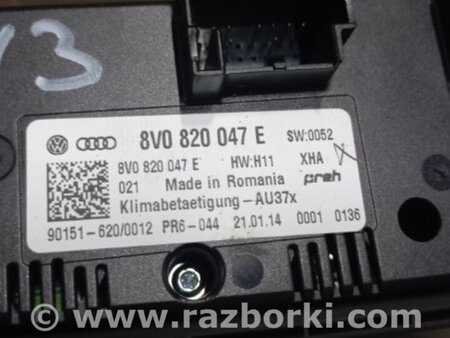 V3
8V0 820 047 E SW:0052
8V0 820 047 E HW:H11 XHA
021 Made in Romania preh
Klimabetaetigung-AU37x
90151-620/0012 PR6-044 21.01.14 0001 0136
www.razborki.com